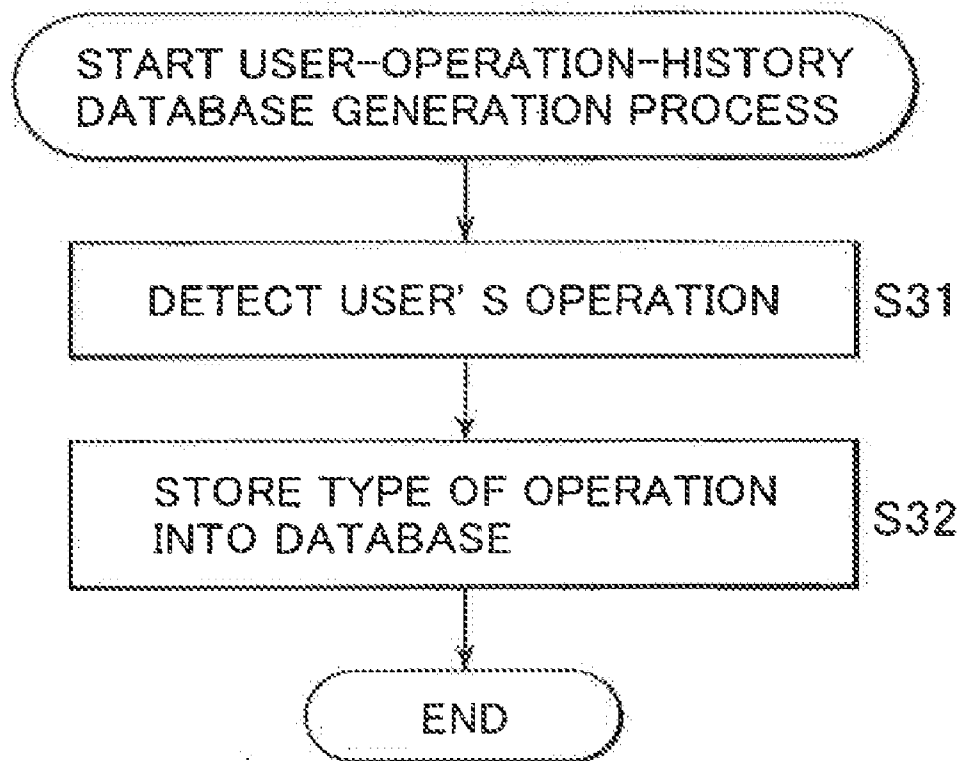 START USER-OPERATION-HISTORY
DATABASE GENERATION PROCESS
DETECT USER'S OPERATION
S31
STORE TYPE OF OPERATION
INTO DATABASE
S32
END